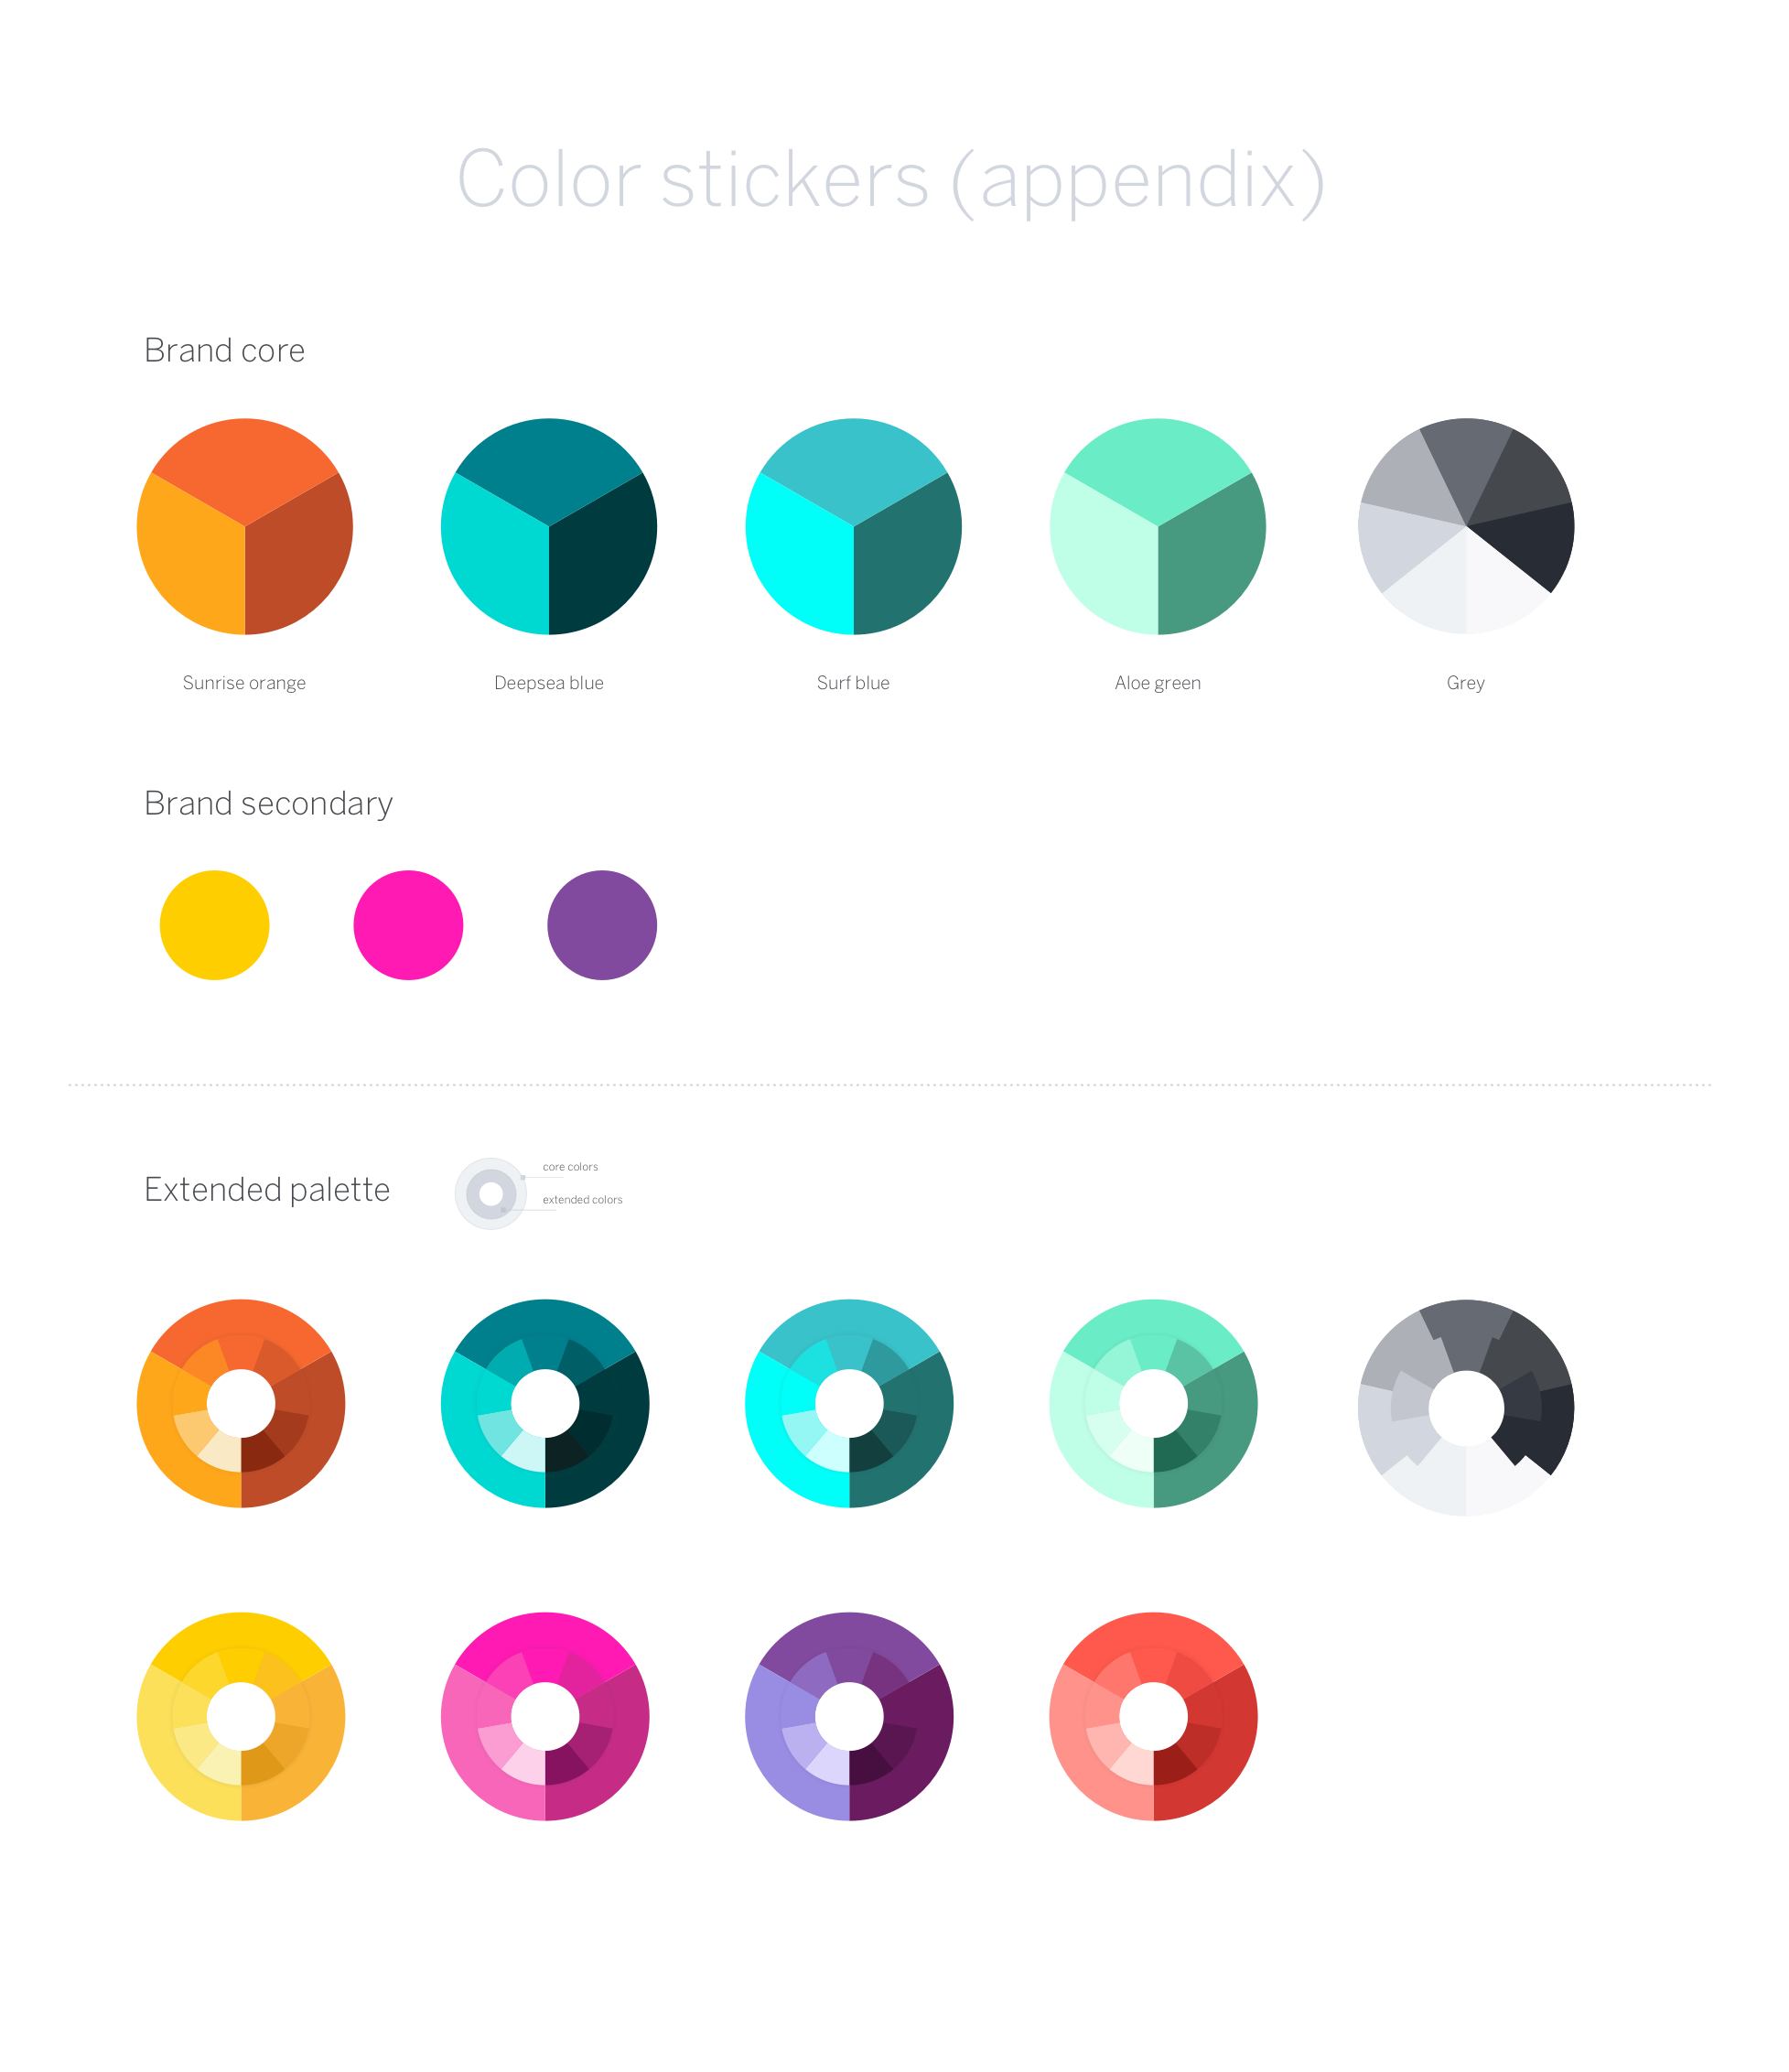 Color stickers (appendix)
Brand core
Sunrise orange
Deepsea blue
Surf blue
Aloe green
Grey
Brand secondary
Extended palette
core colors
extended colors